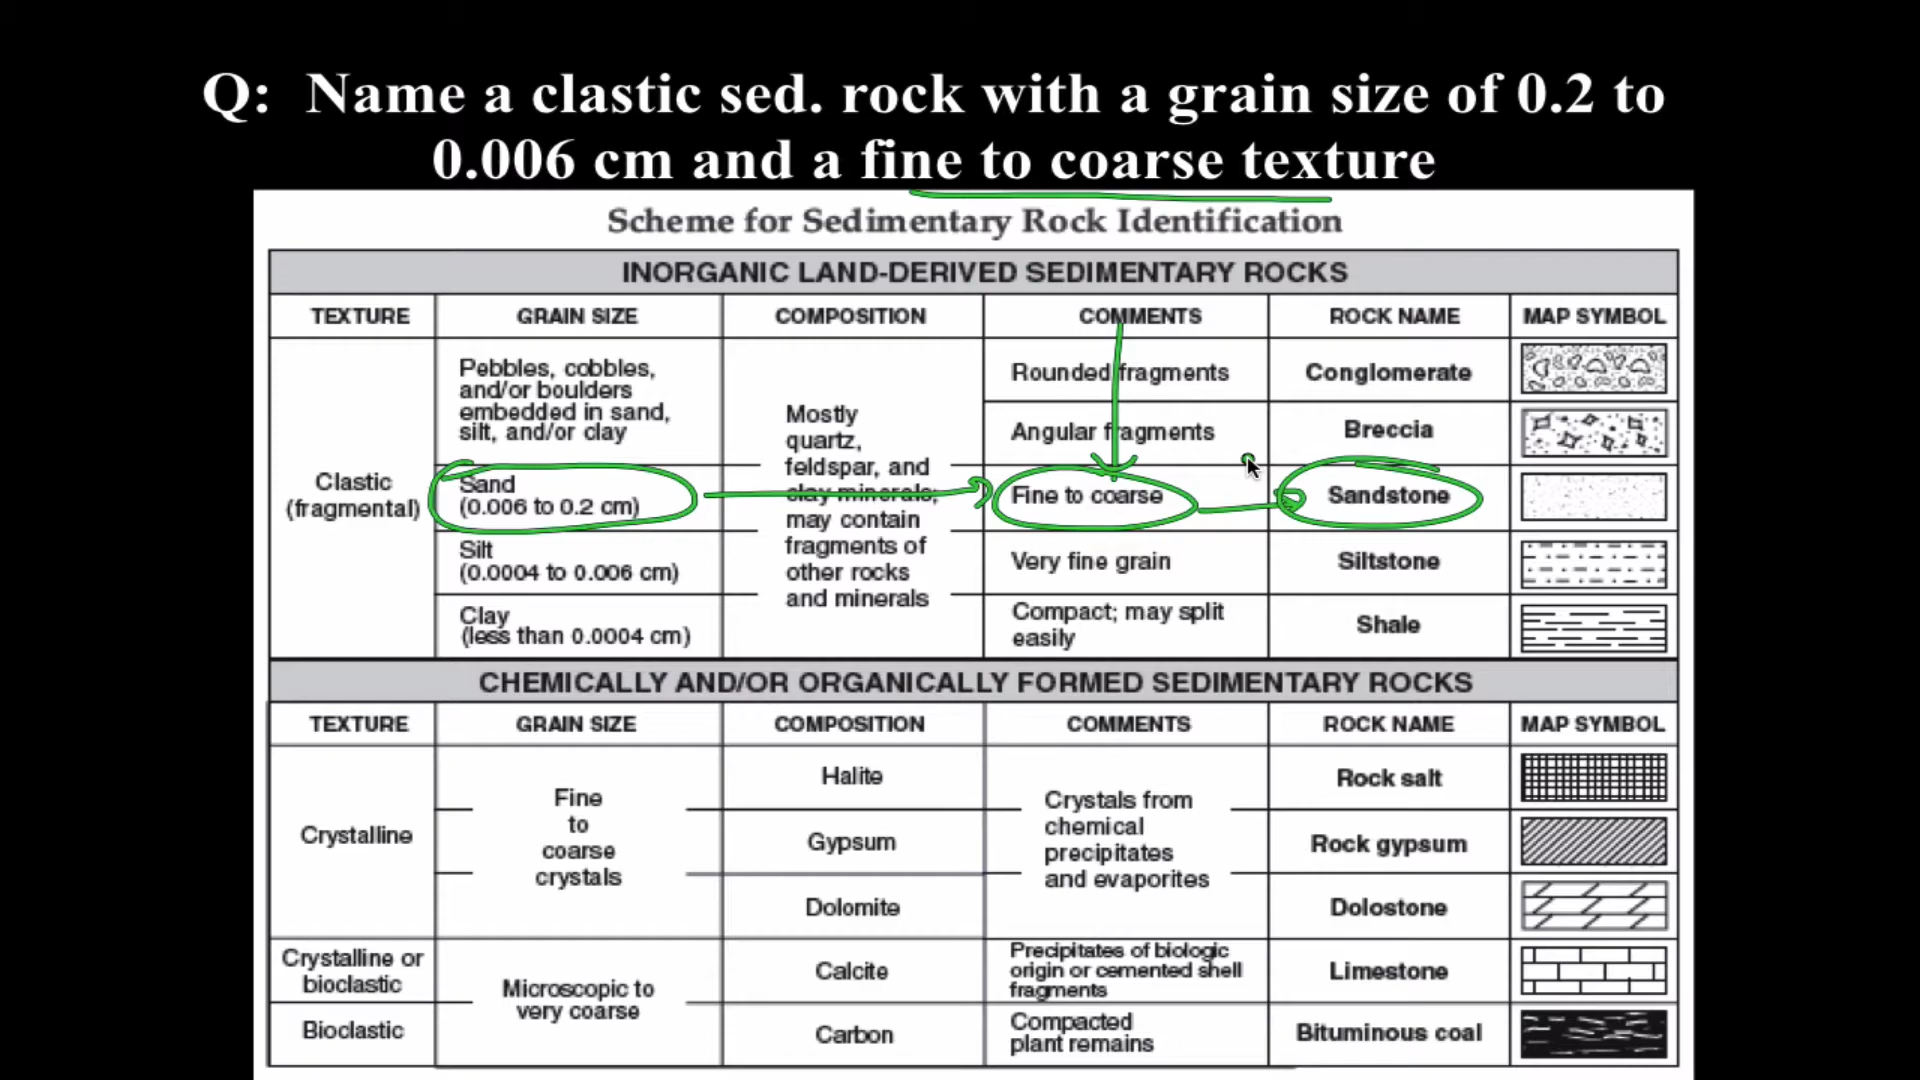 Q: Name a clastic sed. rock with a grain size of 0.2 to
0.006 cm and a fine to coarse texture
Scheme for Sedimentary Rock Identification
INORGANIC LAND-DERIVED SEDIMENTARY ROCKS
TEXTURE GRAIN SIZE COMPOSITION COMMENTS ROCK NAME MAP SYMBOL
Clastic
(fragmental)
Pebbles, cobbles,
and/or boulders
embedded in sand,
silt, and/or clay
Sand
(0.006 to 0.2 cm)
Silt
(0.0004 to 0.006 cm)
Clay
(less than 0.0004 cm)
Mostly
quartz,
feldspar, and
clay minerals;
may contain
fragments of
other rocks
and minerals
Rounded fragments
Conglomerate
Angular fragments
Breccia
Fine to coarse
Sandstone
Very fine grain
Siltstone
Compact; may split
easily
Shale
CHEMICALLY AND/OR ORGANICALLY FORMED SEDIMENTARY ROCKS
TEXTURE GRAIN SIZE COMPOSITION COMMENTS ROCK NAME MAP SYMBOL
Crystalline
Fine
to
coarse
crystals
Halite
Gypsum
Dolomite
Crystals from
chemical
precipitates
and evaporites
Rock salt
Rock gypsum
Dolostone
Crystalline or
bioclastic
Microscopic to
very coarse
Calcite
Precipitates of biologic
origin or cemented shell
fragments
Limestone
Bioclastic
Carbon
Compacted
plant remains
Bituminous coal